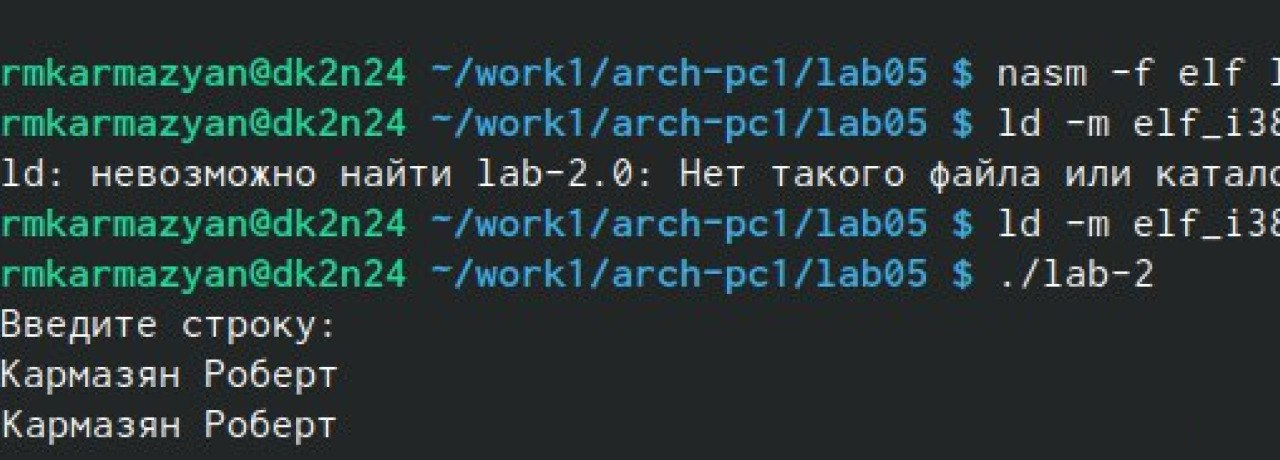 rmkarmazyan@dk2n24 ~/work1/arch-pc1/lab05 $ nasm -f elf
rmkarmazyan@dk2n24 ~/work1/arch-pc1/lab05 $ ld -m elf_i38
ld: невозможно найти lab-2.0: Нет такого файла или катало
rmkarmazyan@dk2n24 ~/work1/arch-pc1/lab05 $ ld -m elf_i38
rmkarmazyan@dk2n24 ~/work1/arch-pc1/lab05 $ ./lab-2
Введите строку:
Кармазян Роберт
Кармазян Роберт